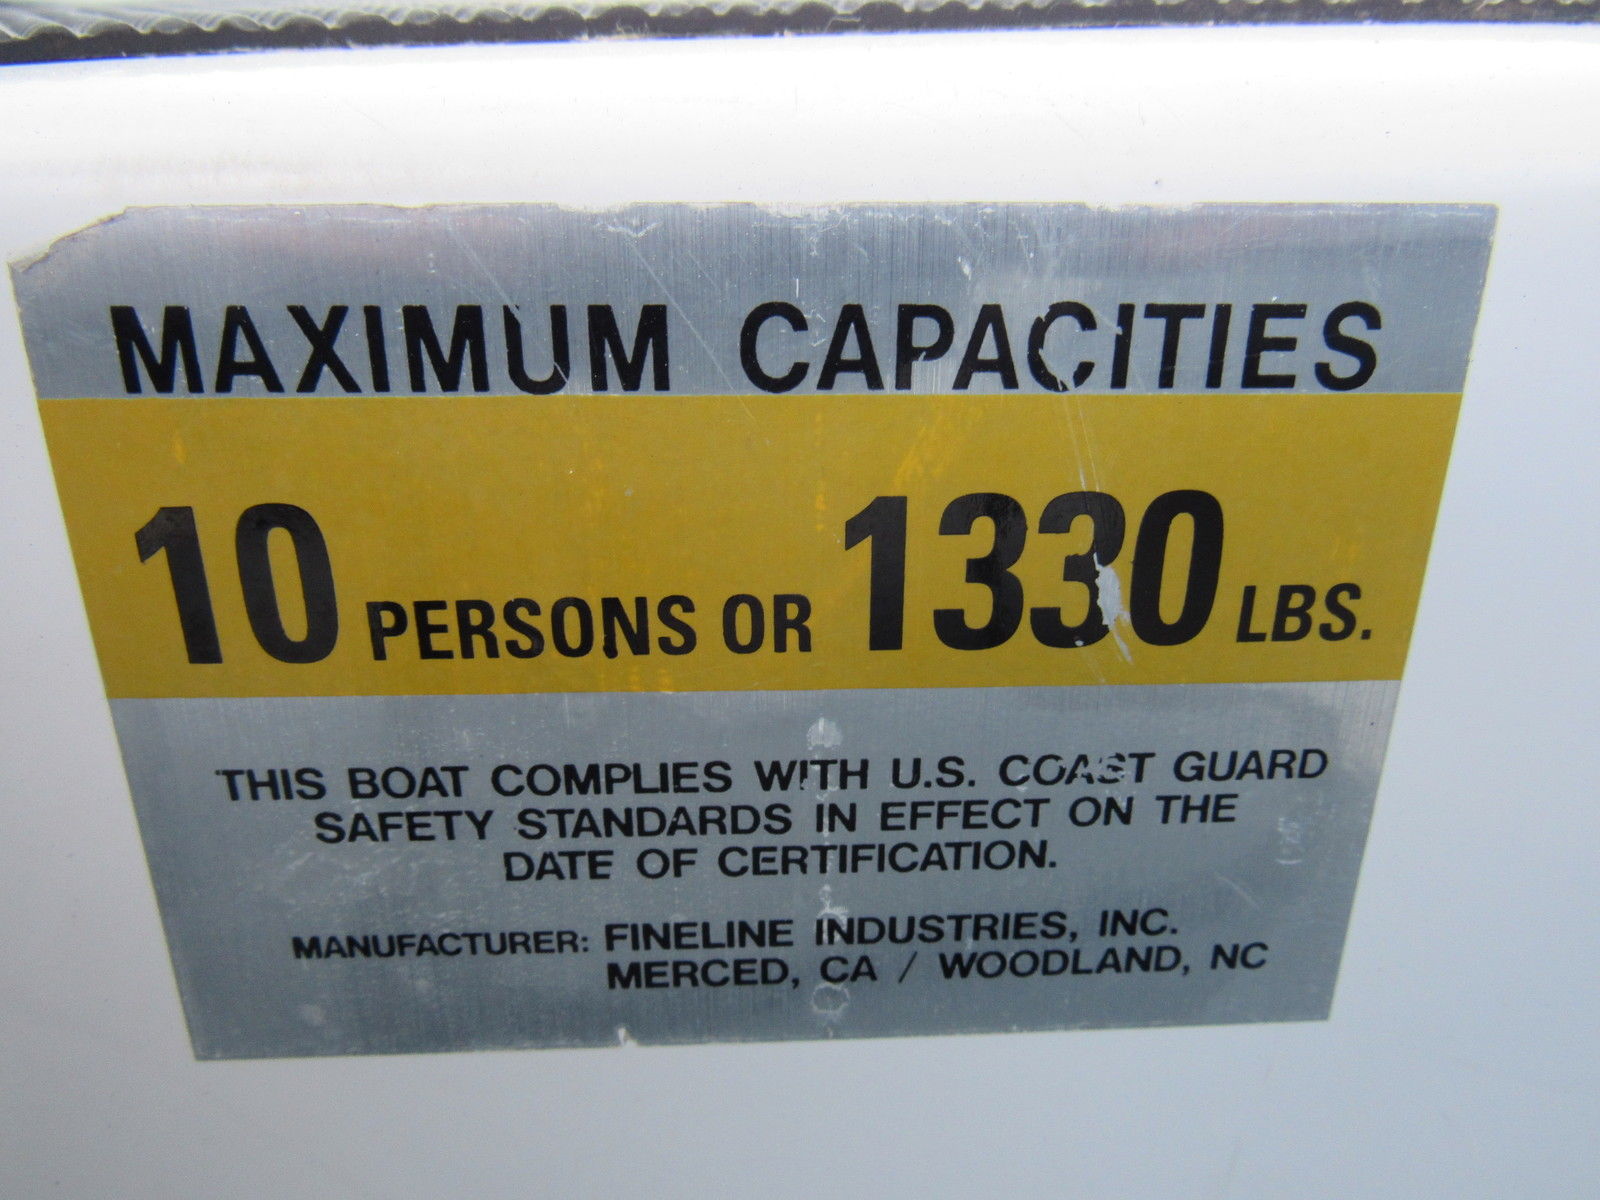 MAXIMUM CAPACITIES
10 PERSONS OR 1330 LBS.
THIS BOAT COMPLIES WITH U.S. COAST GUARD
SAFETY STANDARDS IN EFFECT ON THE
DATE OF CERTIFICATION.
MANUFACTURER: FINELINE INDUSTRIES, INC.
MERCED, CA / WOODLAND, NC